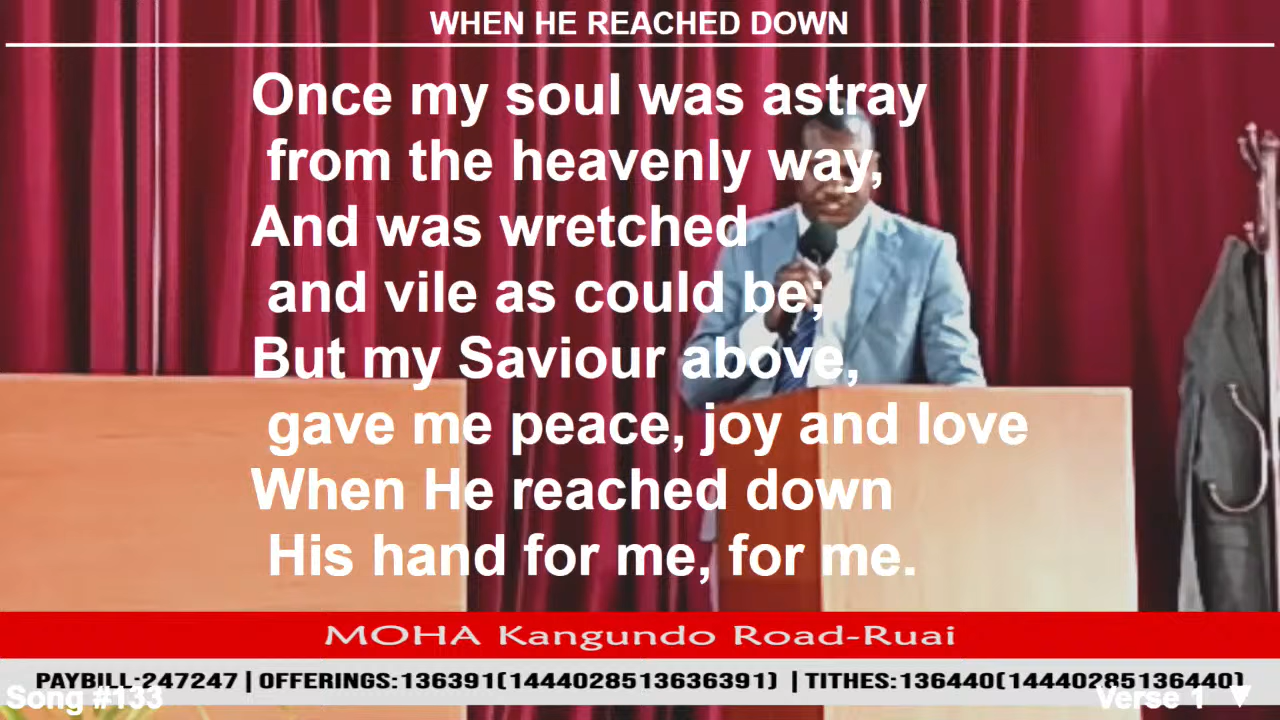 WHEN HE REACHED DOWN
Once my soul was astray
from the heavenly way,
And was wretched
and vile as could be;
But my Saviour above,
gave me peace, joy and love
When He reached down
His hand for me, for me.
MOHA Kangundo Road-Ruai
PAYBILL:247247 | OFFERINGS:136391(1444028513636391) | TITHES:136440(14440285136440)
Song #133
Verse 1 ▼